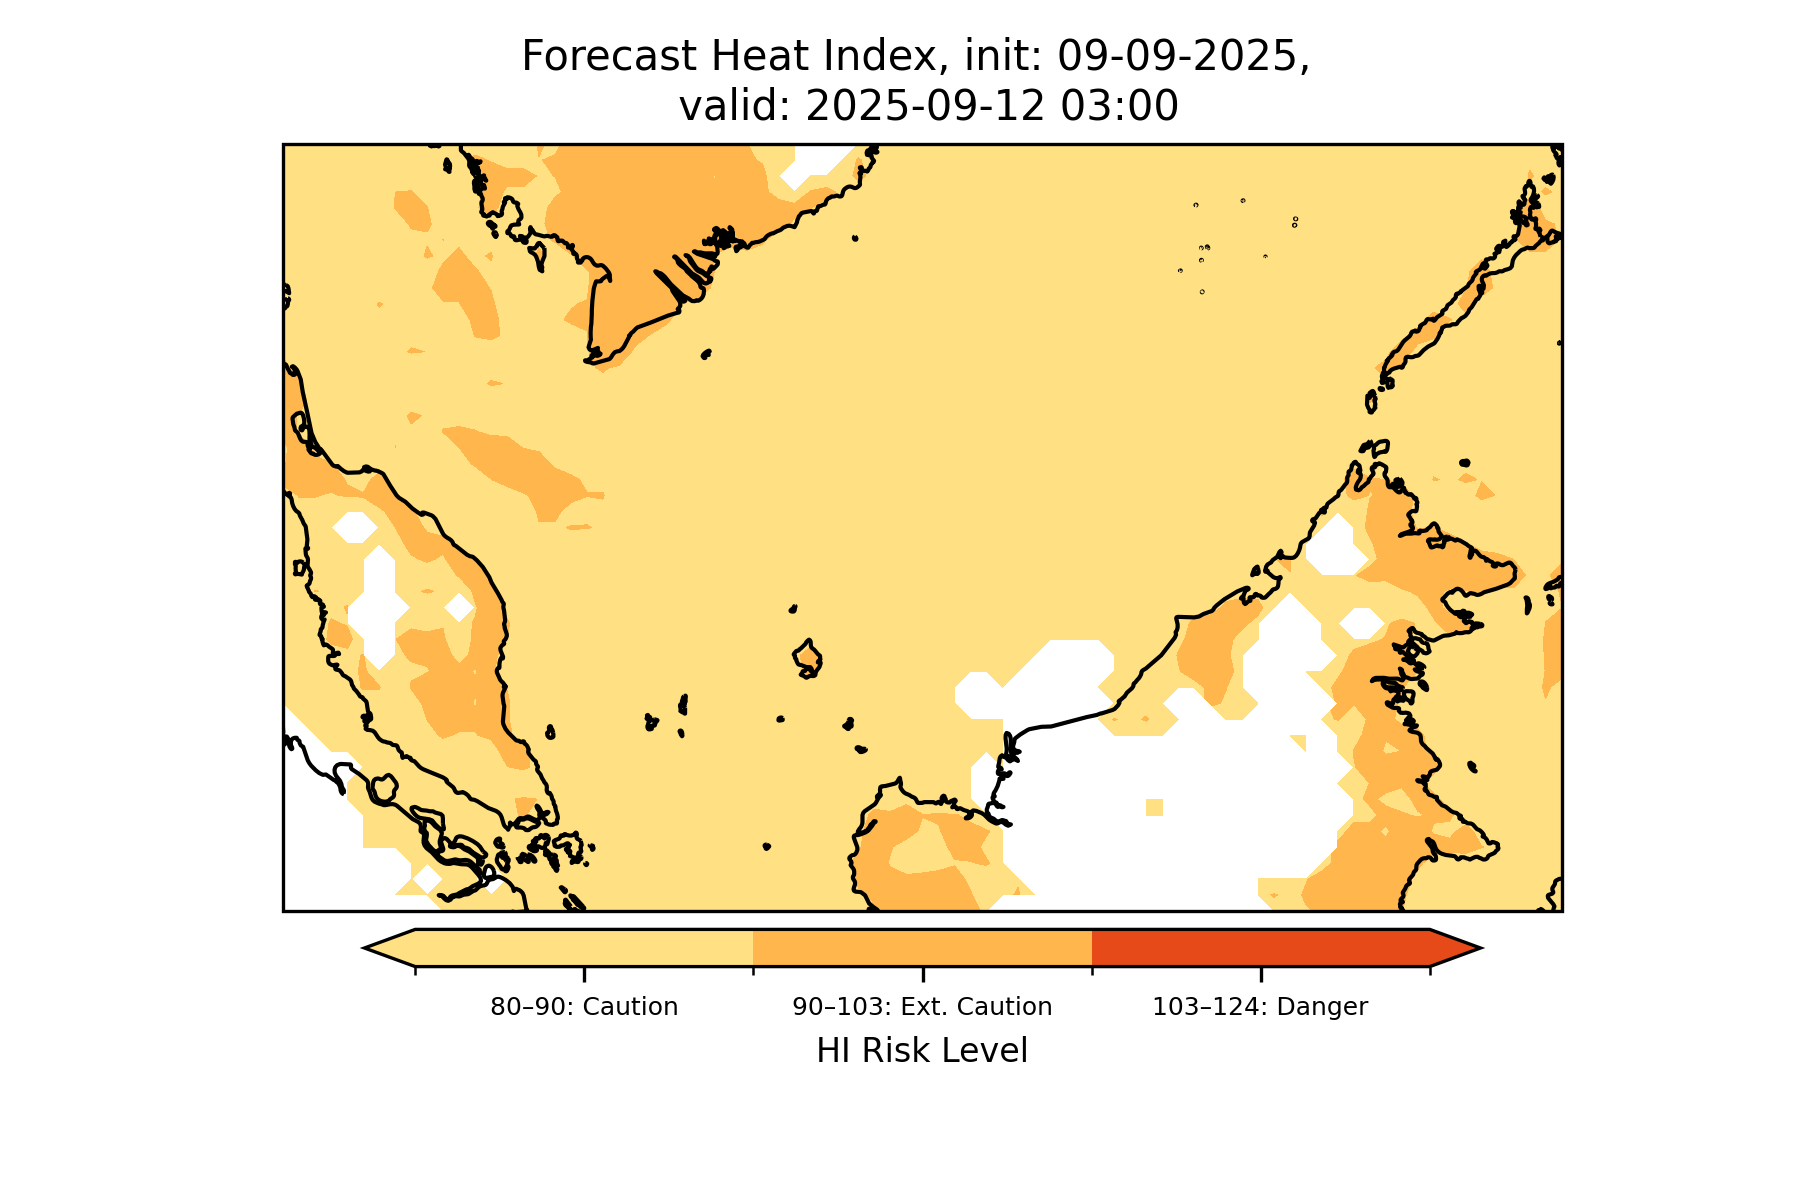 Forecast Heat Index, init: 09-09-2025,
valid: 2025-09-12 03:00
80–90: Caution
90–103: Ext. Caution
103–124: Danger
HI Risk Level